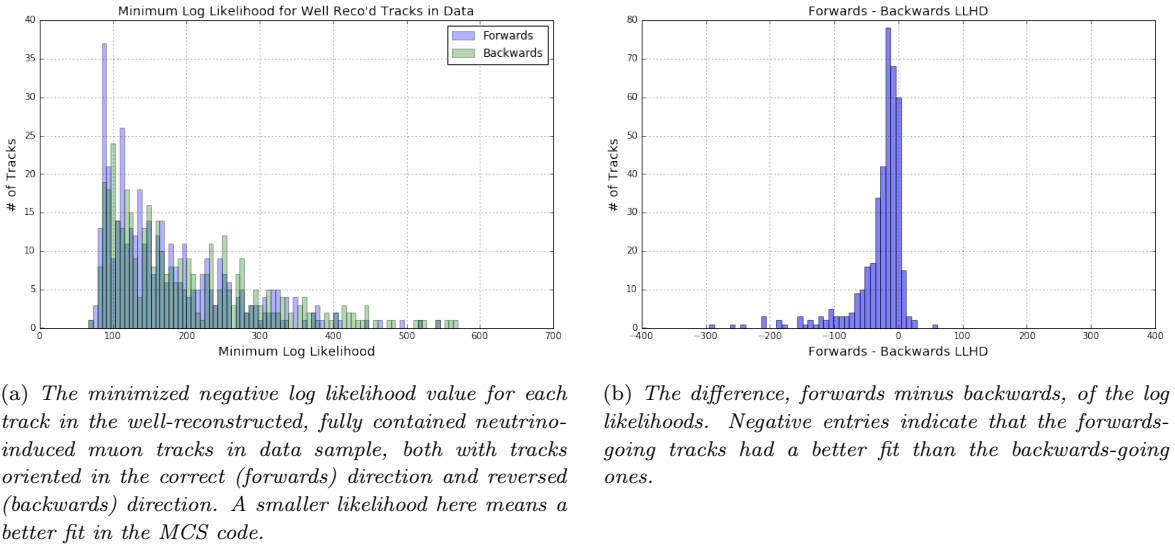 Minimum Log Likelihood for Well Reco'd Tracks in Data
40
35
30
25
20
15
10
5
0
# of Tracks
Forwards
Backwards
0 100 200 300 400 500 600 700
Minimum Log Likelihood
Forwards - Backwards LLHD
80
70
60
50
40
30
20
10
0
# of Tracks
−400 −300 −200 −100 0 100 200 300 400
Forwards - Backwards LLHD
(a) The minimized negative log likelihood value for each
track in the well-reconstructed, fully contained neutrino-
induced muon tracks in data sample, both with tracks
oriented in the correct (forwards) direction and reversed
(backwards) direction. A smaller likelihood here means a
better fit in the MCS code.
(b) The difference, forwards minus backwards, of the log
likelihoods. Negative entries indicate that the forwards-
going tracks had a better fit than the backwards-going
ones.